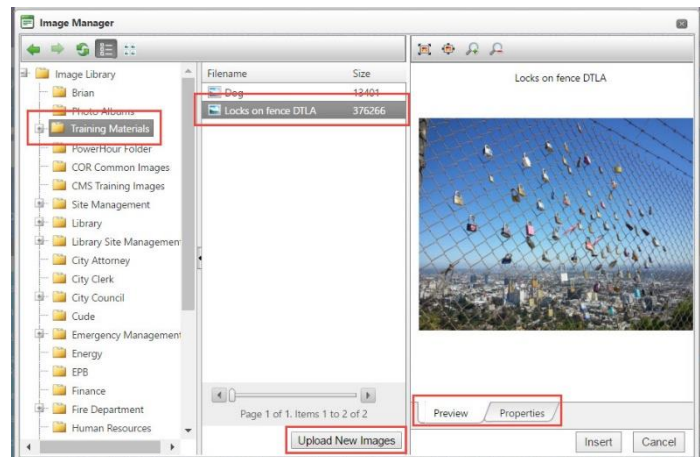 Image Manager
Image Library
Brian
Photo Albums
Training Materials
PowerHour Folder
COR Common Images
CMS Training Images
Site Management
Library
Library Site Managemen
City Attorney
City Clerk
City Council
Cude
Emergency Management
Energy
EPB
Finance
Fire Department
Human Resources
Filename Size
Dog 13401
Locks on fence DTLA 376266
Page 1 of 1. Items 1 to 2 of 2
Upload New Images
Locks on fence DTLA
Preview Properties
Insert Cancel